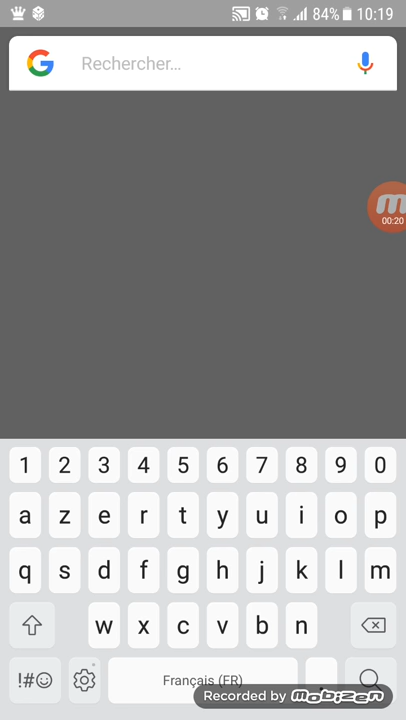 84% 10:19
G Rechercher...
m
00:20
1 2 3 4 5 6 7 8 9 0
a z e r t y u i o p
q s d f g h j k l m
w x c v b n
!#☺ Français (FR)
Recorded by mobizen